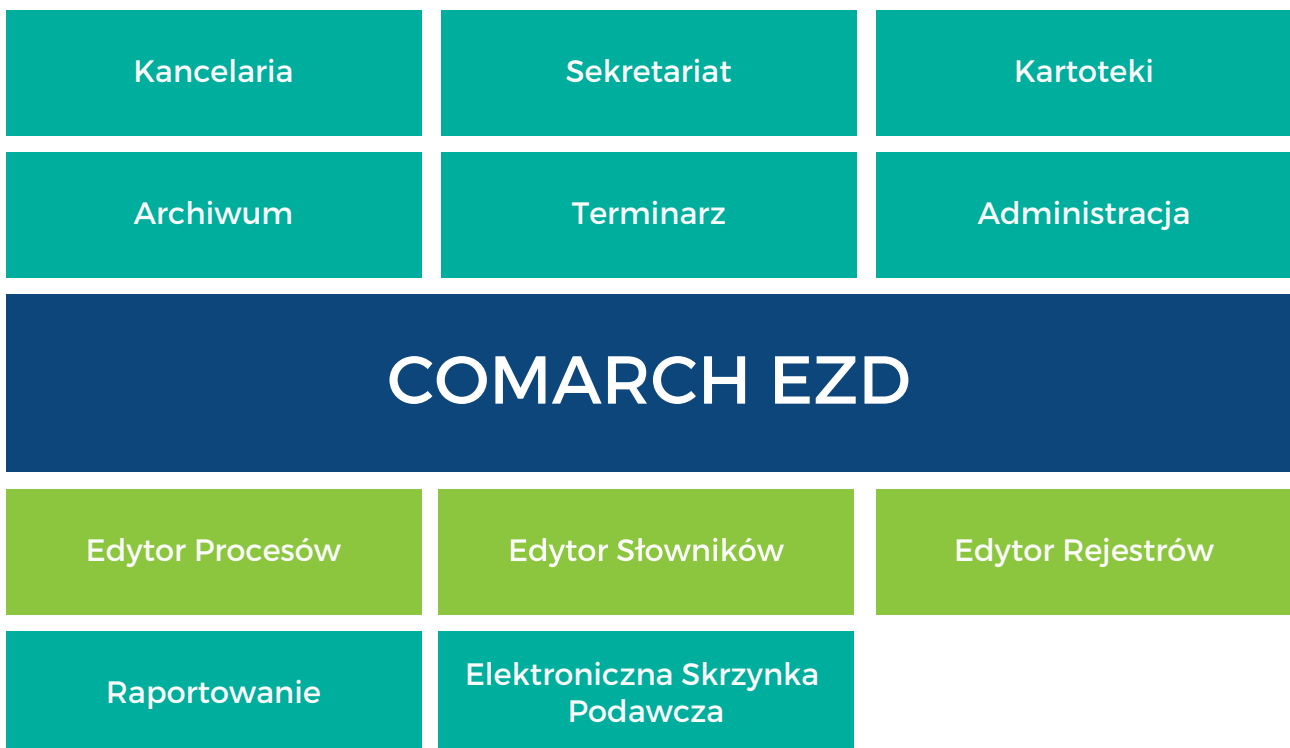 Kancelaria
Sekretariat
Kartoteki
Archiwum
Terminarz
Administracja
COMARCH EZD
Edytor Procesów
Edytor Słowników
Edytor Rejestrów
Raportowanie
Elektroniczna Skrzynka
Podawcza